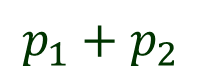 p₁ + p₂